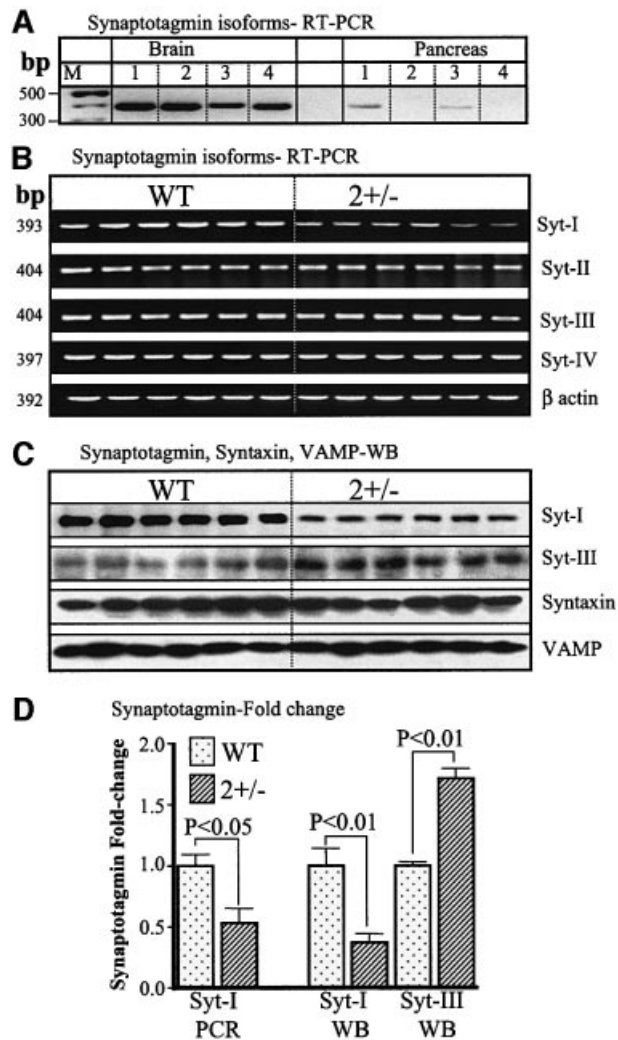 A Synaptotagmin isoforms- RT-PCR
bp
Brain Pancreas
M 1 2 3 4 1 2 3 4
500
300
B Synaptotagmin isoforms- RT-PCR
bp
WT 2+/-
393 Syt-I
404 Syt-II
404 Syt-III
397 Syt-IV
392 β actin
C Synaptotagmin, Syntaxin, VAMP-WB
WT 2+/-
Syt-I
Syt-III
Syntaxin
VAMP
D Synaptotagmin-Fold change
Synaptotagmin Fold-change
2.0
1.5
1.0
0.5
0.0
WT
2+/-
P<0.05
P<0.01
P<0.01
Syt-I Syt-I Syt-III
PCR WB WB